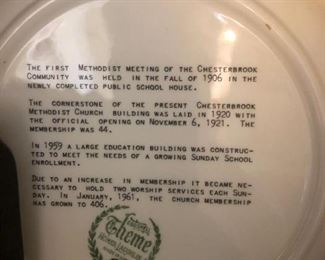 The first Methodist meeting of the Chesterbrook
Community was held in the fall of 1906 in the
newly completed public school house.
The cornerstone of the present Chesterbrook
Methodist Church building was laid in 1920 with
the official opening on November 6, 1921. The
membership was 44.
In 1959 a large education building was construc-
ted to meet the needs of a growing Sunday School
enrollment.
Due to an increase in membership it became ne-
cessary to hold two worship services each Sun-
day. In January, 1961, the church membership
has grown to 406.
Theme